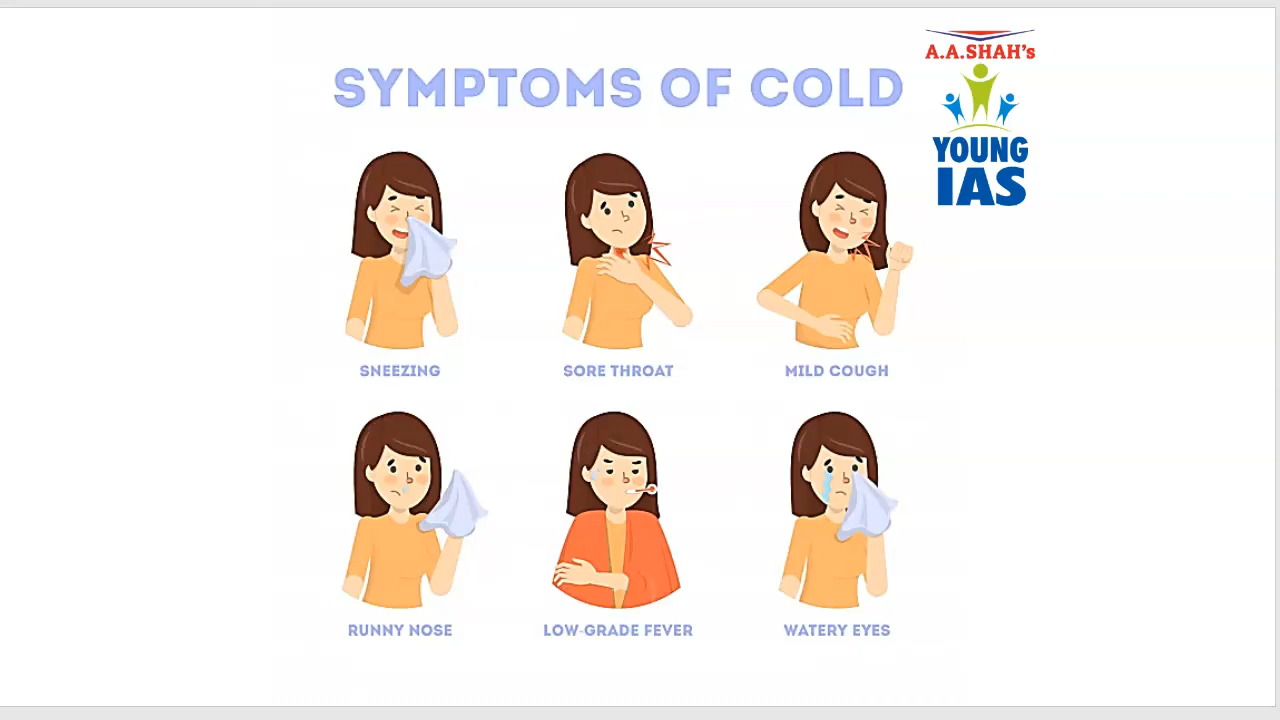 A.A.SHAH's
SYMPTOMS OF COLD
YOUNG
IAS
SNEEZING
SORE THROAT
MILD COUGH
RUNNY NOSE
LOW-GRADE FEVER
WATERY EYES